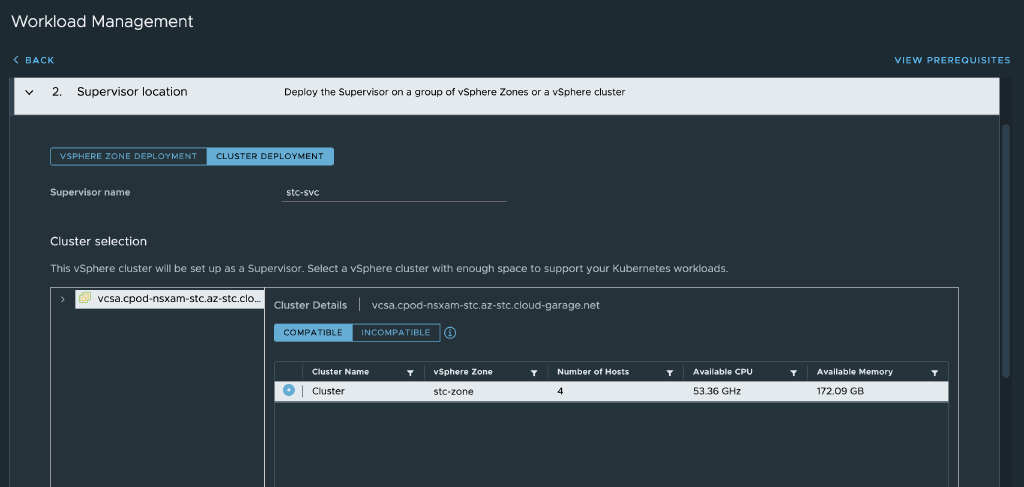 Workload Management
BACK
VIEW PREREQUISITES
2. Supervisor location Deploy the Supervisor on a group of vSphere Zones or a vSphere cluster
VSPHERE ZONE DEPLOYMENT CLUSTER DEPLOYMENT
Supervisor name stc-svc
Cluster selection
This vSphere cluster will be set up as a Supervisor. Select a vSphere cluster with enough space to support your Kubernetes workloads.
vcsa.cpod-nsxam-stc.az-stc.clo...
Cluster Details vcsa.cpod-nsxam-stc.az-stc.cloud-garage.net
COMPATIBLE INCOMPATIBLE
Cluster Name vSphere Zone Number of Hosts Available CPU Available Memory
Cluster stc-zone 4 53.36 GHz 172.09 GB